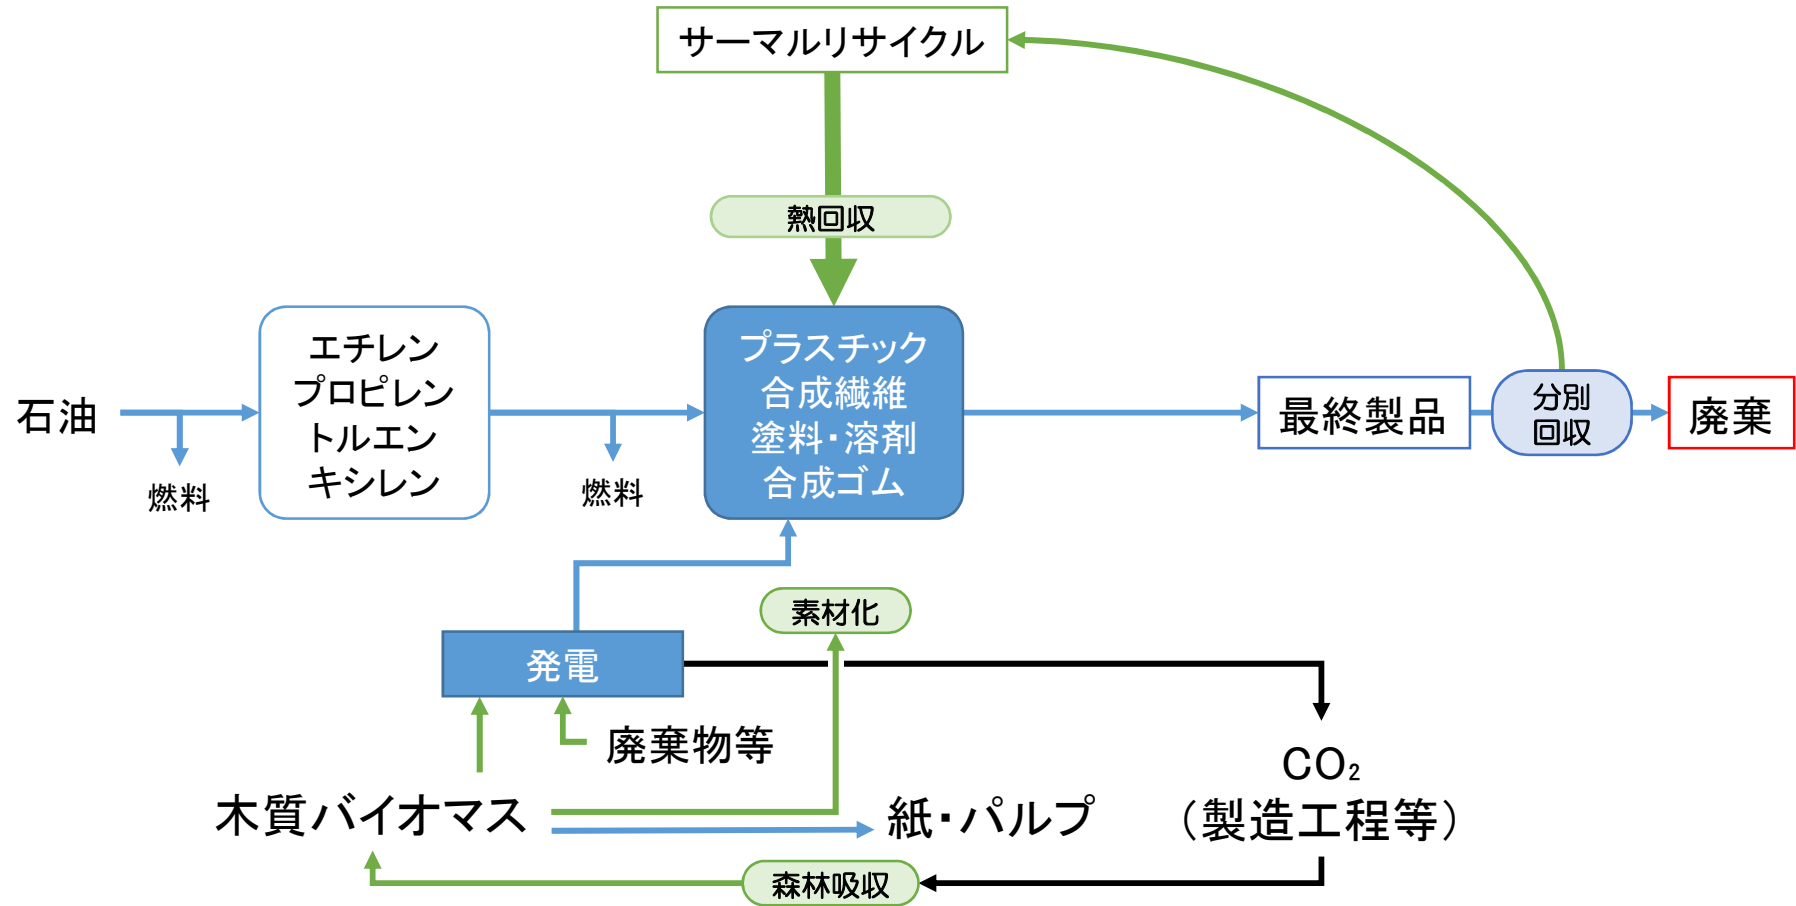 サーマルリサイクル
熱回収
石油
燃料
エチレン
プロピレン
トルエン
キシレン
燃料
プラスチック
合成繊維
塗料・溶剤
合成ゴム
最終製品
分別
回収
廃棄
素材化
発電
廃棄物等
木質バイオマス
紙・パルプ
CO₂
（製造工程等）
森林吸収